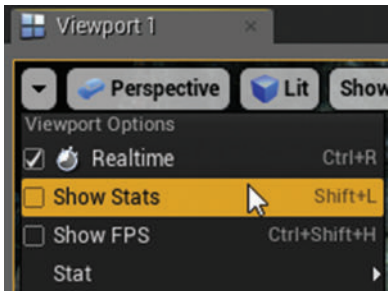 Viewport 1
Perspective Lit Show
Viewport Options
Realtime Ctrl+R
Show Stats Shift+L
Show FPS Ctrl+Shift+H
Stat